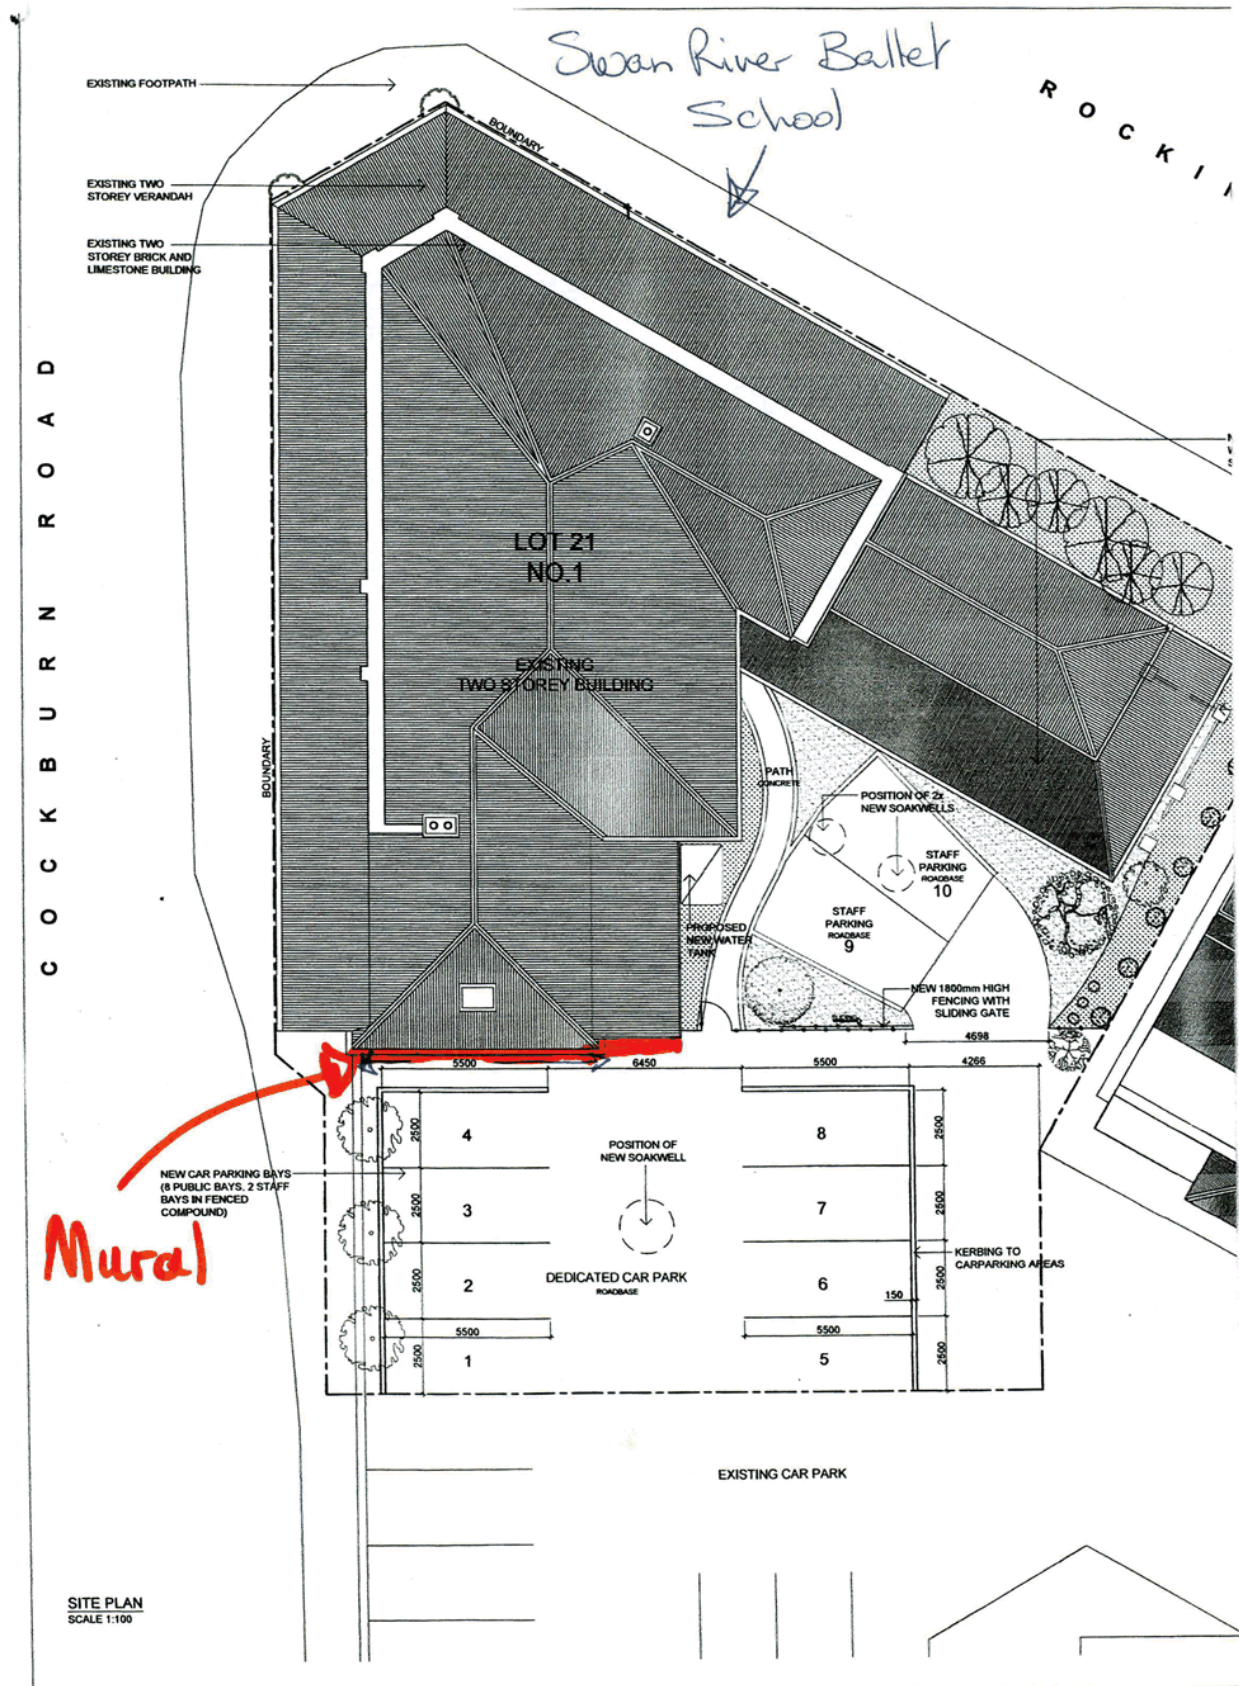 Swan River Ballet
School
EXISTING FOOTPATH
BOUNDARY
R O C K I
EXISTING TWO
STOREY VERANDAH
EXISTING TWO
STOREY BRICK AND
LIMESTONE BUILDING
COCKBURN ROAD
LOT 21
NO.1
EXISTING
TWO STOREY BUILDING
BOUNDARY
PATH
CONCRETE
POSITION OF 2x
NEW SOAKWELLS
STAFF
PARKING
ROADBASE
10
STAFF
PARKING
ROADBASE
9
PROPOSED
NEW WATER
TANK
NEW 1800mm HIGH
FENCING WITH
SLIDING GATE
4698
5500
6450
5500
4266
2500
4
POSITION OF
NEW SOAKWELL
8
2500
NEW CAR PARKING BAYS
(8 PUBLIC BAYS, 2 STAFF
BAYS IN FENCED
COMPOUND)
2500
3
7
2500
Mural
KERBING TO
CARPARKING AREAS
2500
2
DEDICATED CAR PARK
ROADBASE
6
150
2500
5500
5500
2500
1
5
2500
EXISTING CAR PARK
SITE PLAN
SCALE 1:100